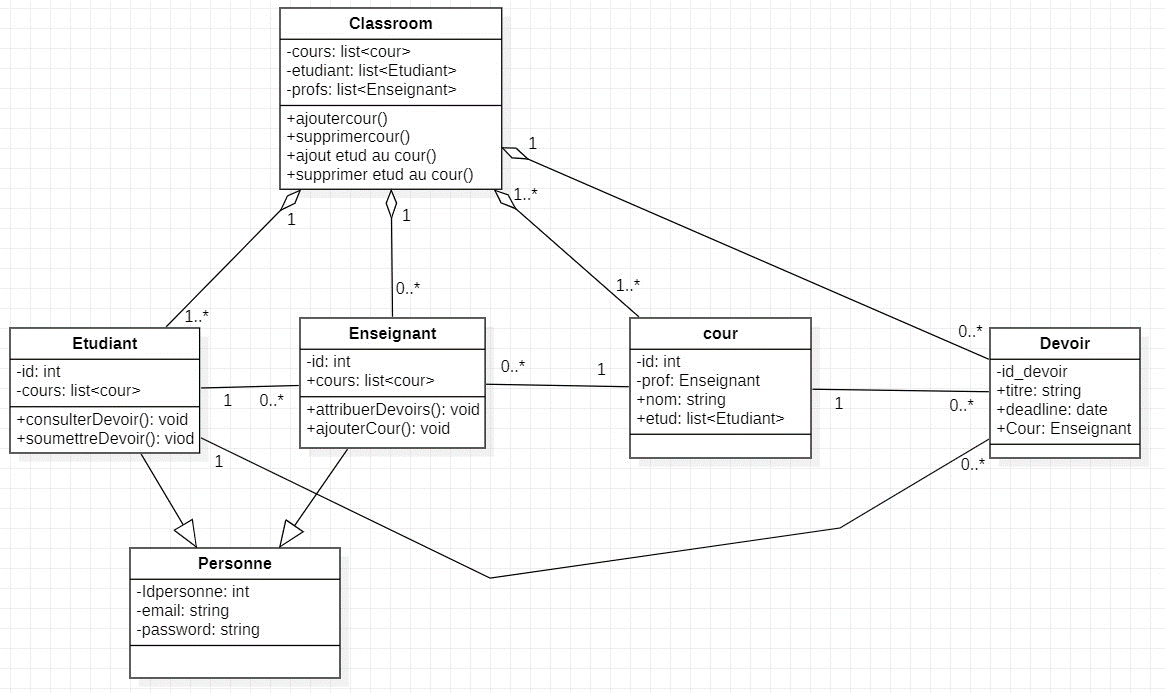 Classroom
-cours: list<cour>
-etudiant: list<Etudiant>
-profs: list<Enseignant>
+ajoutercour()
+supprimercour()
+ajout etud au cour()
+supprimer etud au cour()
1
1..*
1
1
1..*
0..*
1..*
0..*
Etudiant
-id: int
-cours: list<cour>
+consulterDevoir(): void
+soumettreDevoir(): viod
1
0..*
Enseignant
-id: int
+cours: list<cour>
+attribuerDevoirs(): void
+ajouterCour(): void
0..*
1
cour
-id: int
-prof: Enseignant
+nom: string
+etud: list<Etudiant>
1
0..*
Devoir
-id_devoir
+titre: string
+deadline: date
+Cour: Enseignant
1
0..*
Personne
-Idpersonne: int
-email: string
-password: string